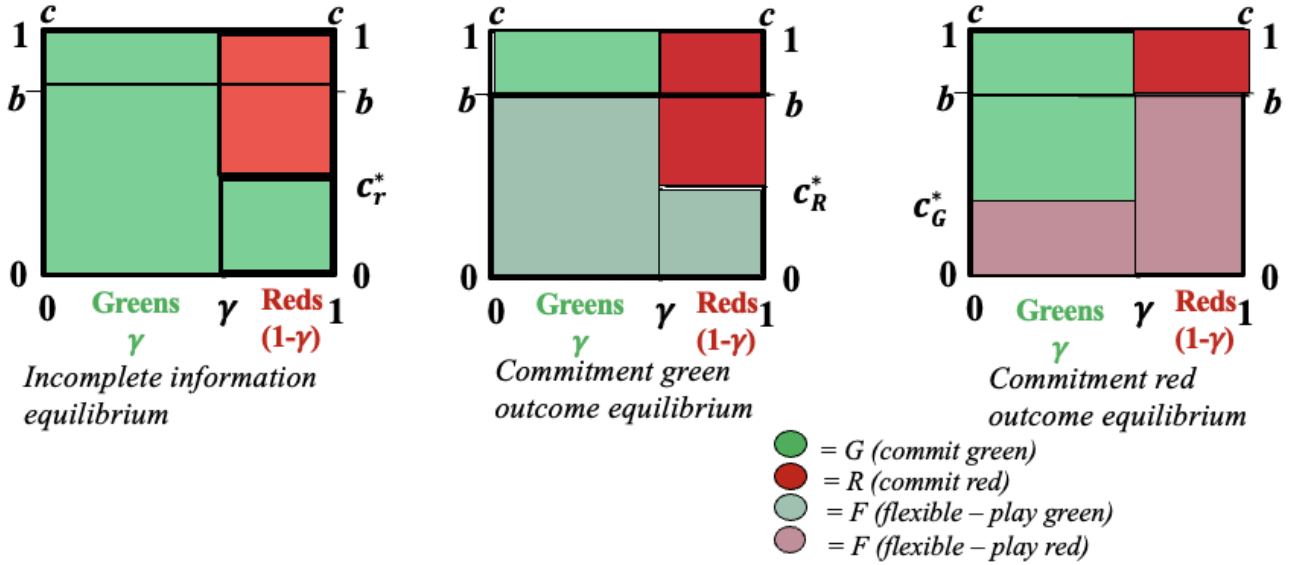 c c
1 1
b b
c*r
0 0
0 Greens γ Reds 1
γ (1-γ)
Incomplete information
equilibrium
c c
1 1
b b
c*R
0 0
0 Greens γ Reds 1
γ (1-γ)
Commitment green
outcome equilibrium
c c
1 1
b b
c*G
0 0
0 Greens γ Reds 1
γ (1-γ)
Commitment red
outcome equilibrium
= G (commit green)
= R (commit red)
= F (flexible – play green)
= F (flexible – play red)